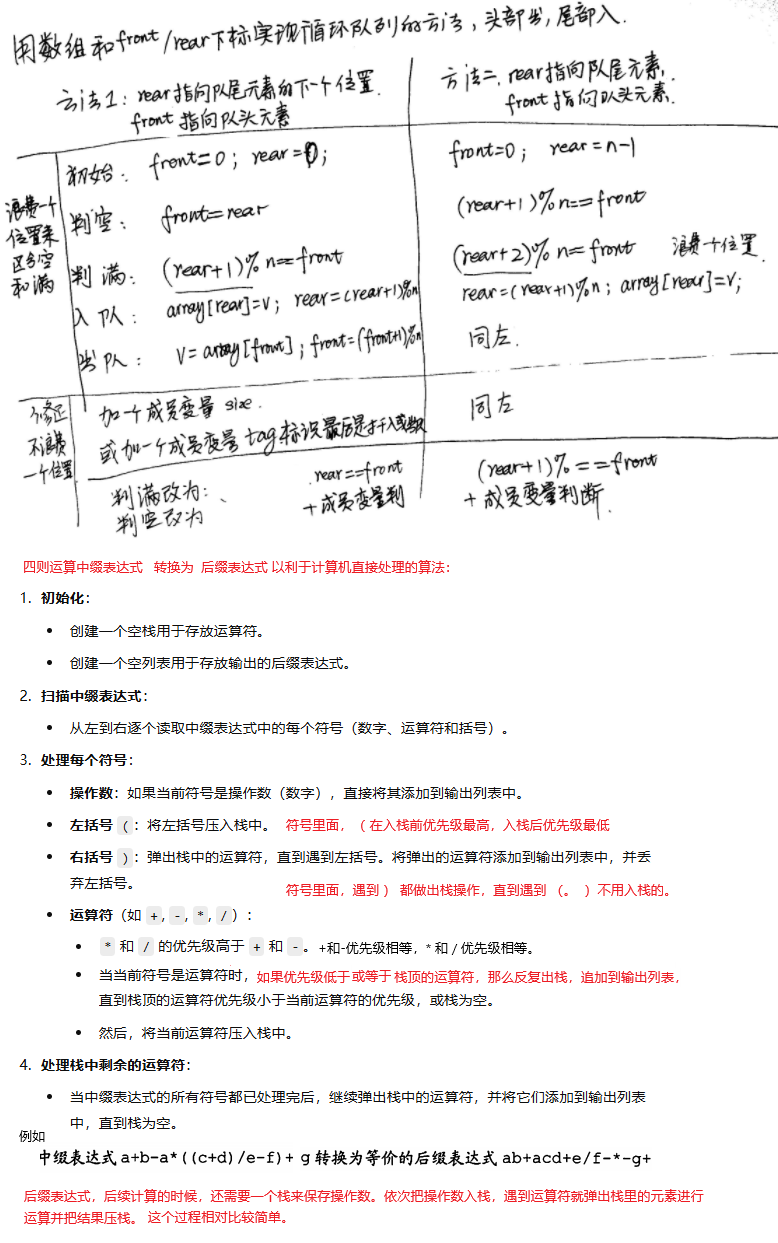 用数组和front/rear下标实现循环队列的方法，头部出，尾部入.
方法1：rear指向队尾元素的下一个位置.
front 指向队头元素
方法二、rear指向队尾元素,
front指向队头元素.
浪费一个
位置来
区分空
和满
初始： front=0； rear=0；
front=0； rear=n-1
判空： front=rear
(rear+1)%n==front
判满： (rear+1)%n==front
(rear+2)%n=front 浪费一个位置.
入队： array[rear]=v； rear=(rear+1)%n
rear=(rear+1)%n；array[rear]=v；
出队： v=array[front]；front=(front+1)%n
同左.
不浪费
一个位置
加一个成员变量 size.
或加一个成员变量tag标识最后是
同左
判满改为：
判空改为
rear==front
+成员变量判
(rear+1)%==front
+成员变量判断.
四则运算中缀表达式 转换为 后缀表达式 以利于计算机直接处理的算法：
1. 初始化：
• 创建一个空栈用于存放运算符。
• 创建一个空列表用于存放输出的后缀表达式。
2. 扫描中缀表达式：
• 从左到右逐个读取中缀表达式中的每个符号（数字、运算符和括号）。
3. 处理每个符号：
• 操作数：如果当前符号是操作数（数字），直接将其添加到输出列表中。
• 左括号 ( ：将左括号压入栈中。 符号里面，（ 在入栈前优先级最高，入栈后优先级最低
• 右括号 ) ：弹出栈中的运算符，直到遇到左括号。将弹出的运算符添加到输出列表中，并丢
弃左括号。 符号里面，遇到 ） 都做出栈操作，直到遇到 （。 ）不用入栈的。
• 运算符（如 + , - , * , / ）：
• * 和 / 的优先级高于 + 和 - 。 +和-优先级相等，* 和 / 优先级相等。
• 当当前符号是运算符时，如果优先级低于或等于 栈顶的运算符，那么反复出栈，追加到输出列表，
直到栈顶的运算符优先级小于当前运算符的优先级，或栈为空。
• 然后，将当前运算符压入栈中。
4. 处理栈中剩余的运算符：
• 当中缀表达式的所有符号都已处理完后，继续弹出栈中的运算符，并将它们添加到输出列表
中，直到栈为空。
例如
中缀表达式 a+b-a*((c+d)/e-f)+ g 转换为等价的后缀表达式 ab+acd+e/f-*-g+
后缀表达式，后续计算的时候，还需要一个栈来保存操作数。依次把操作数入栈，遇到运算符就弹出栈里的元素进行
运算并把结果压栈。 这个过程相对比较简单。